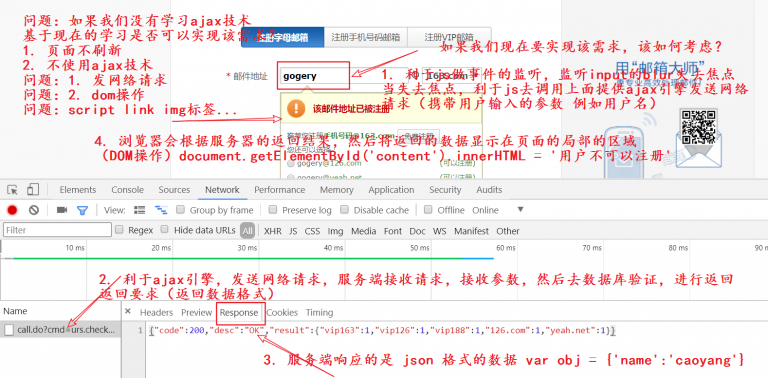 问题: 如果我们没有学习ajax技术
基于现在的学习是否可以实现该需求?
1. 页面不刷新
2. 不使用ajax技术
问题: 1. 发网络请求
问题: 2. dom操作
问题: script link img标签...
注册字母邮箱 注册手机号码邮箱 注册VIP邮箱
如果我们现在要实现该需求, 该如何考虑?
* 邮件地址 gogery
用“邮箱大师”
1. 利于js做事件的监听, 监听input的blur失去焦点
当失去焦点, 利于js去调用上面提供ajax引擎发送网络
请求(携带用户输入的参数 例如用户名)
该邮件地址已被注册
4. 浏览器会根据服务器的返回结果, 然后将返回的数据显示在页面的局部的区域
(DOM操作) document.getElementById('content').innerHTML = '用户不可以注册'
gogery@126.com (可以注册)
gogery@yeah.net (可以注册)
Elements Console Sources Network Performance Memory Application Security Audits
View: Group by frame Preserve log Disable cache Offline Online
Filter Regex Hide data URLs All XHR JS CSS Img Media Font Doc WS Manifest Other
10 ms 20 ms 30 ms 40 ms 50 ms 60 ms 70 ms 80 ms 90 ms
2. 利于ajax引擎, 发送网络请求, 服务端接收请求, 接收参数, 然后去数据库验证, 进行返回
返回要求(返回数据格式)
Name × Headers Preview Response Cookies Timing
call.do?cmd=urs.check... 1 {"code":200,"desc":"OK","result":{"vip163":1,"vip126":1,"vip188":1,"126.com":1,"yeah.net":1}}
3. 服务端响应的是 json 格式的数据 var obj = {'name':'caoyang'}